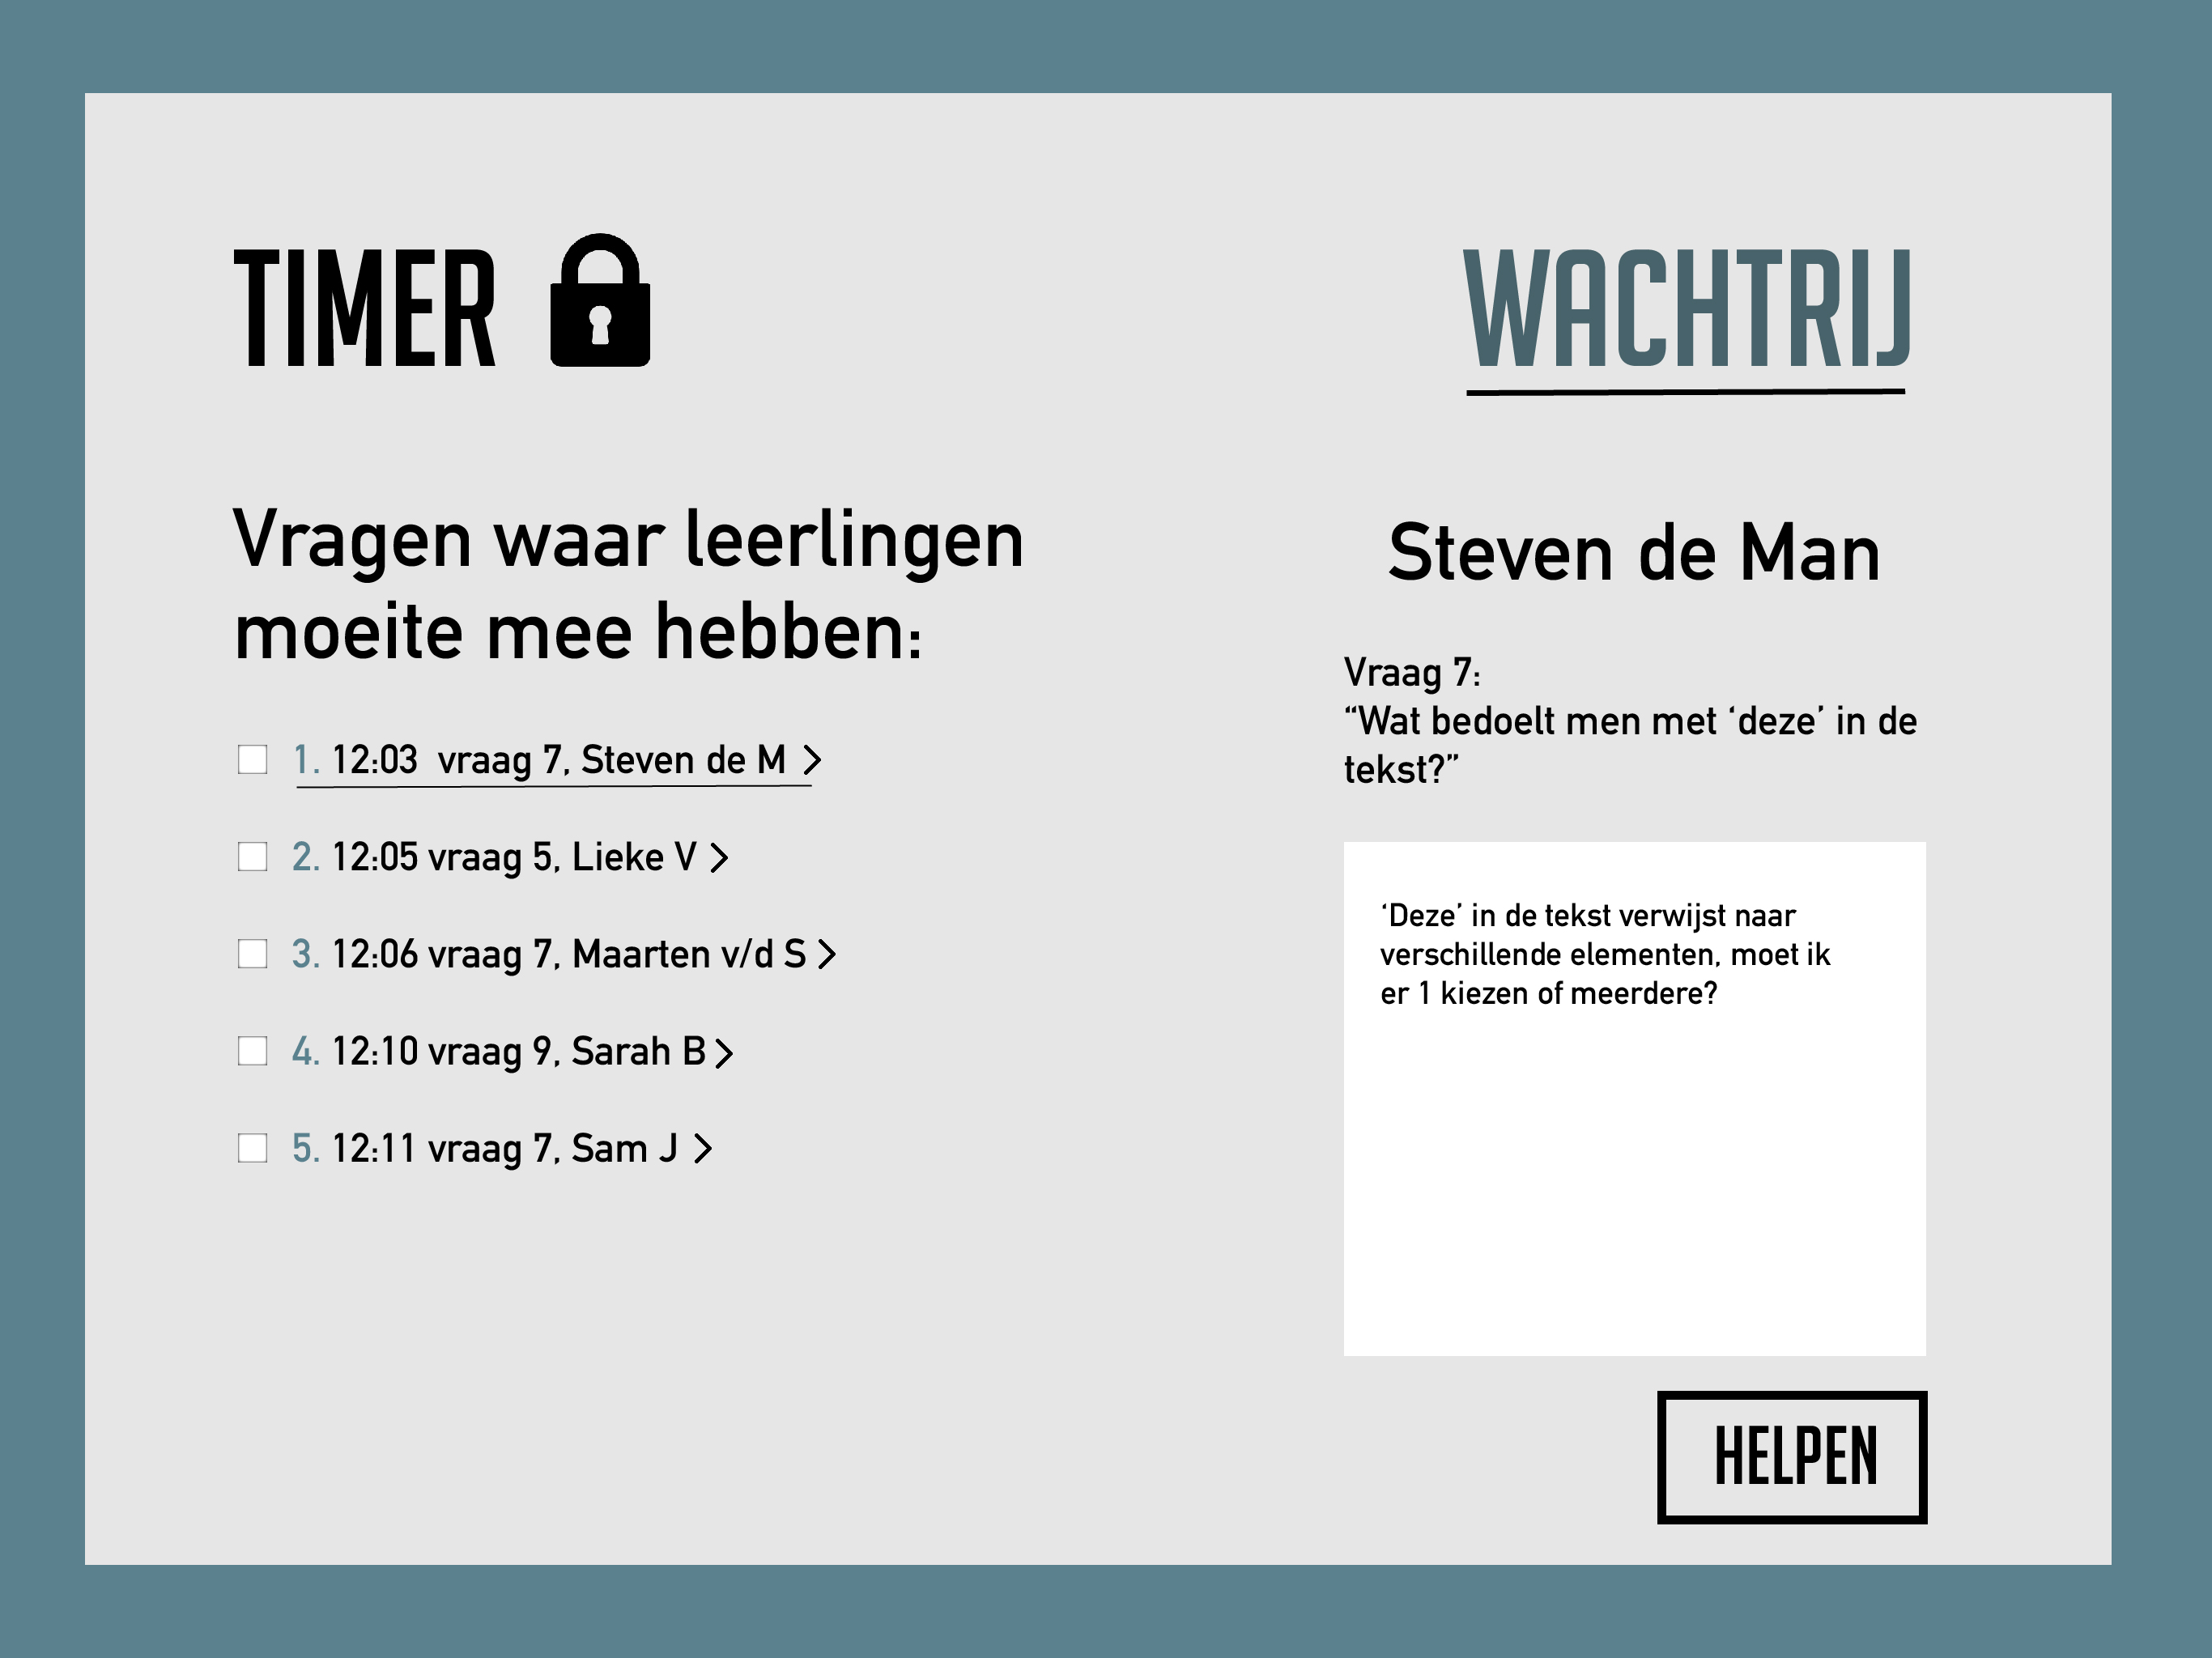 TIMER
WACHTRIJ
Vragen waar leerlingen
moeite mee hebben:
1. 12:03 vraag 7, Steven de M >
2. 12:05 vraag 5, Lieke V >
3. 12:06 vraag 7, Maarten v/d S >
4. 12:10 vraag 9, Sarah B >
5. 12:11 vraag 7, Sam J >
Steven de Man
Vraag 7:
“Wat bedoelt men met ‘deze’ in de
tekst?”
‘Deze’ in de tekst verwijst naar
verschillende elementen, moet ik
er 1 kiezen of meerdere?
HELPEN